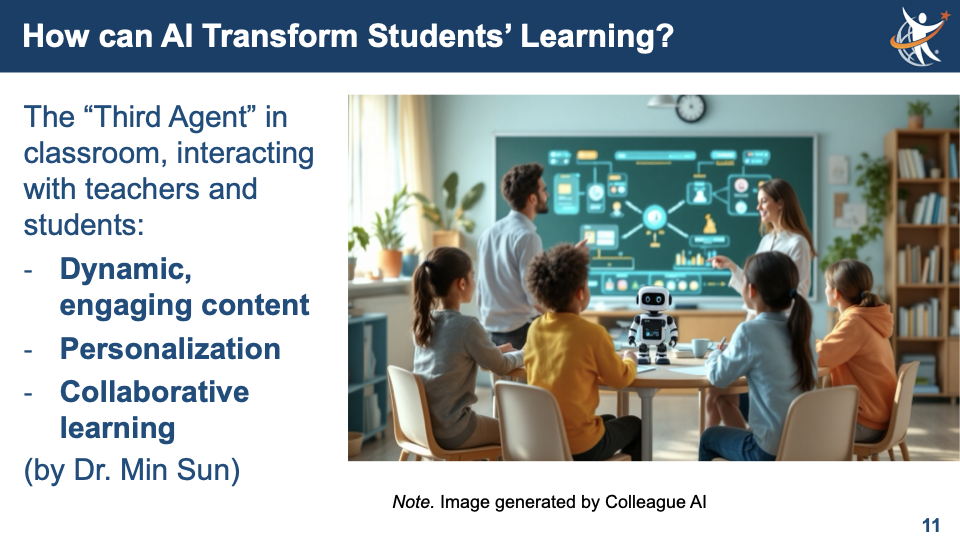 How can AI Transform Students’ Learning?
The “Third Agent” in
classroom, interacting
with teachers and
students:
- Dynamic,
engaging content
- Personalization
- Collaborative
learning
(by Dr. Min Sun)
Note. Image generated by Colleague AI
11